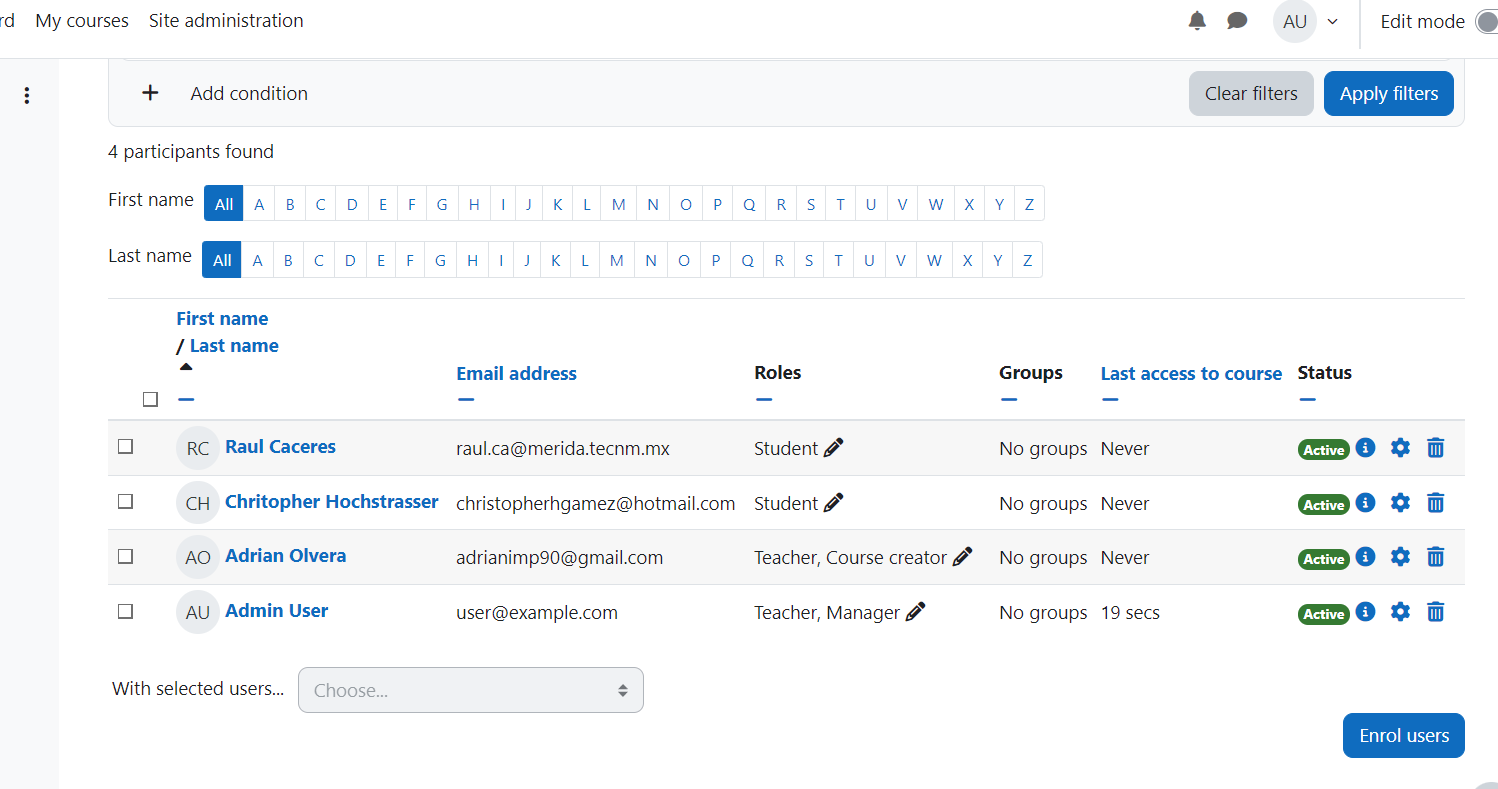 rd My courses Site administration AU Edit mode
Add condition Clear filters Apply filters
4 participants found
First name All A B C D E F G H I J K L M N O P Q R S T U V W X Y Z
Last name All A B C D E F G H I J K L M N O P Q R S T U V W X Y Z
First name
/ Last name
Email address Roles Groups Last access to course Status
RC Raul Caceres raul.ca@merida.tecnm.mx Student No groups Never Active
CH Chritopher Hochstrasser christopherhgamez@hotmail.com Student No groups Never Active
AO Adrian Olvera adrianimp90@gmail.com Teacher, Course creator No groups Never Active
AU Admin User user@example.com Teacher, Manager No groups 19 secs Active
With selected users... Choose...
Enrol users